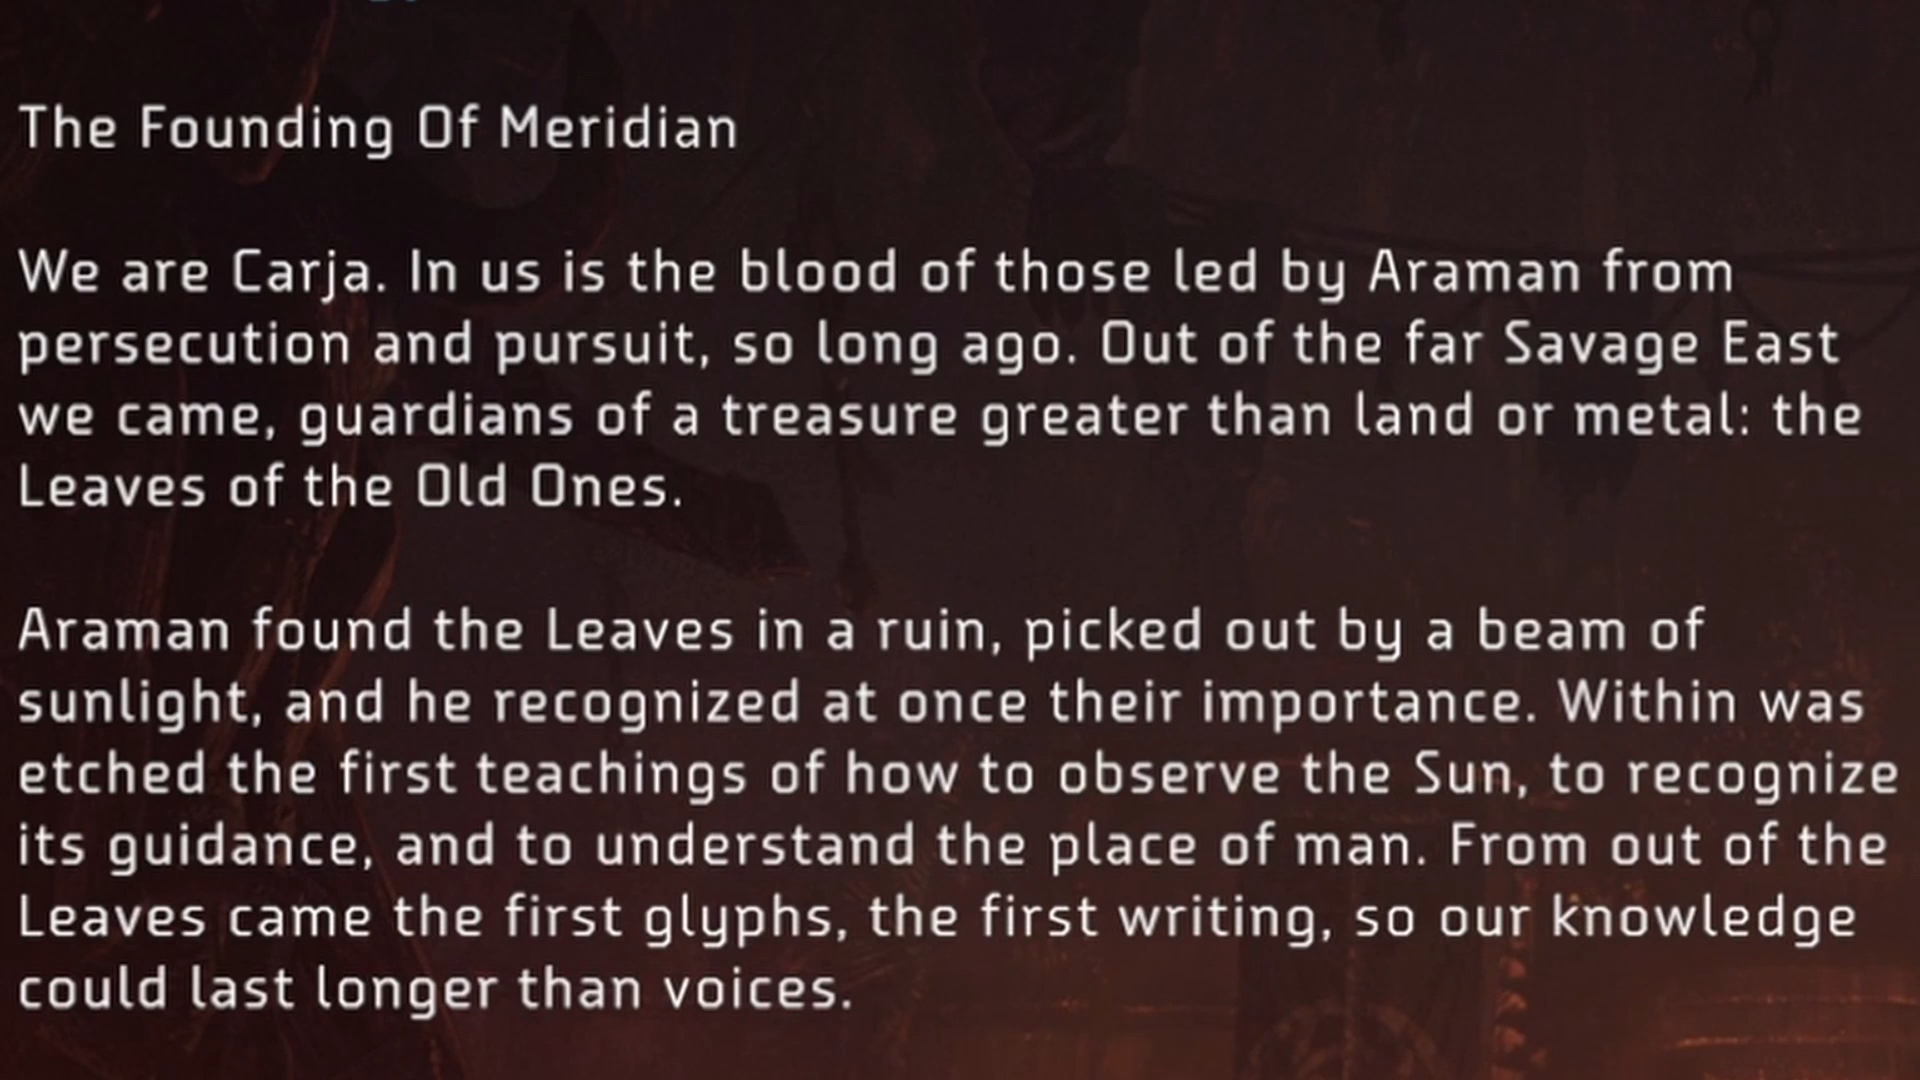 The Founding Of Meridian
We are Carja. In us is the blood of those led by Araman from
persecution and pursuit, so long ago. Out of the far Savage East
we came, guardians of a treasure greater than land or metal: the
Leaves of the Old Ones.
Araman found the Leaves in a ruin, picked out by a beam of
sunlight, and he recognized at once their importance. Within was
etched the first teachings of how to observe the Sun, to recognize
its guidance, and to understand the place of man. From out of the
Leaves came the first glyphs, the first writing, so our knowledge
could last longer than voices.